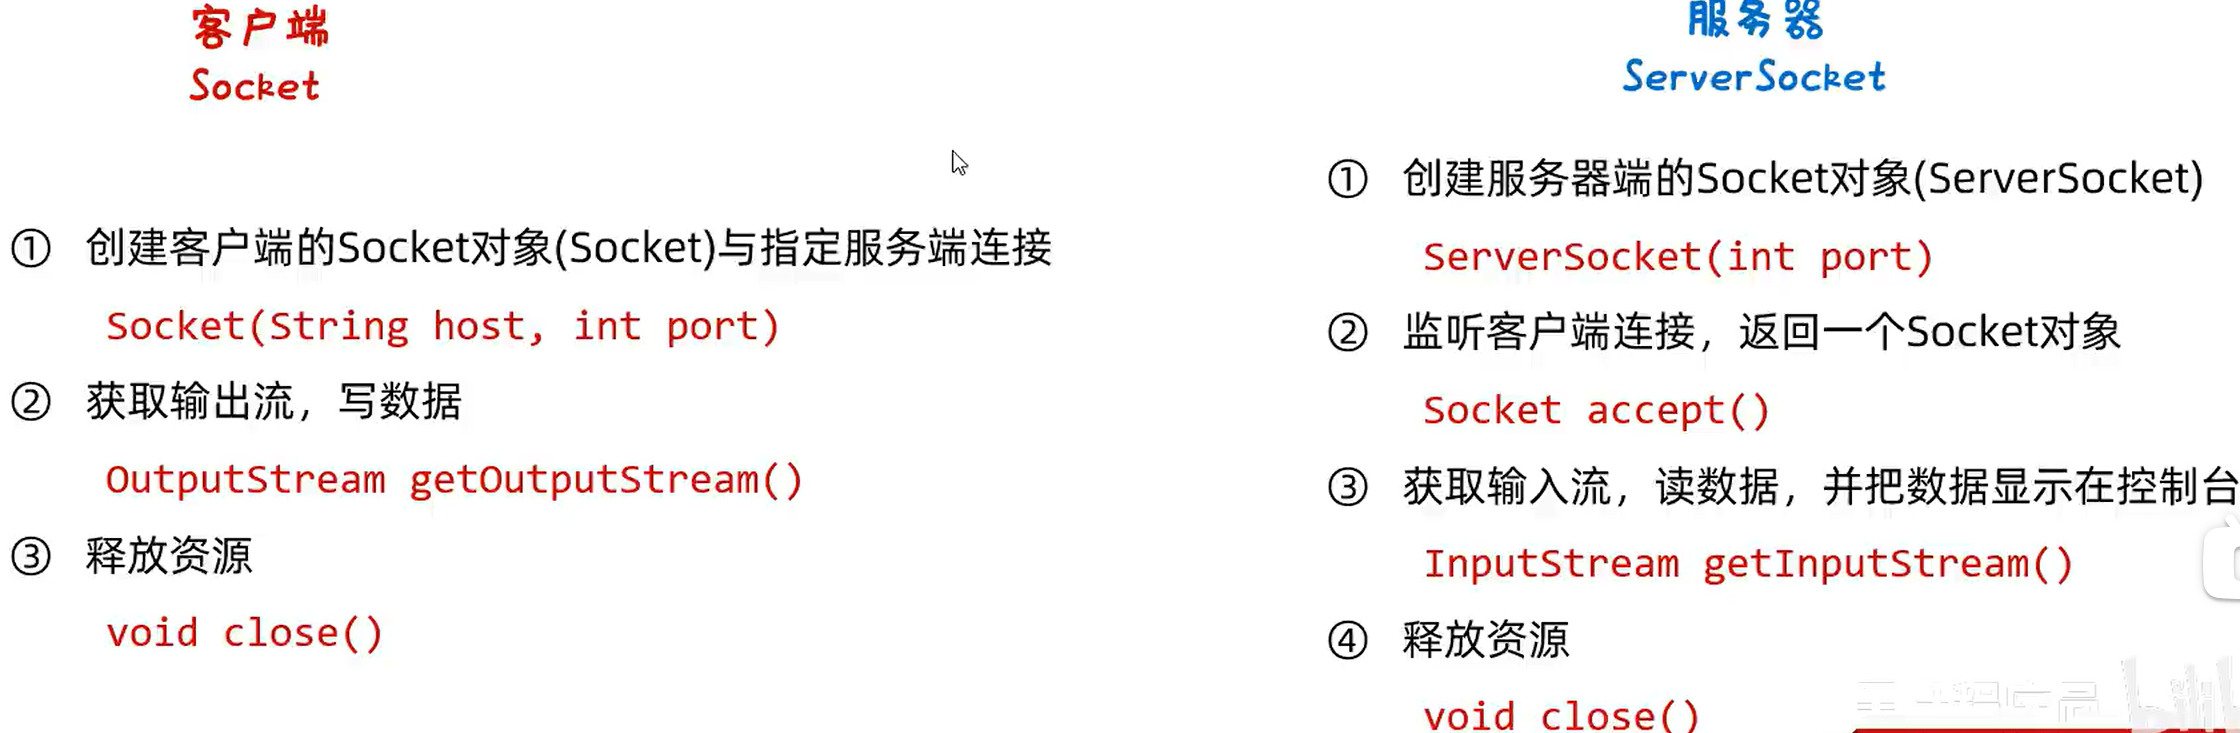 客户端
Socket
① 创建客户端的Socket对象(Socket)与指定服务端连接
Socket(String host, int port)
② 获取输出流，写数据
OutputStream getOutputStream()
③ 释放资源
void close()
服务器
ServerSocket
① 创建服务器端的Socket对象(ServerSocket)
ServerSocket(int port)
② 监听客户端连接，返回一个Socket对象
Socket accept()
③ 获取输入流，读数据，并把数据显示在控制台
InputStream getInputStream()
④ 释放资源
void close()